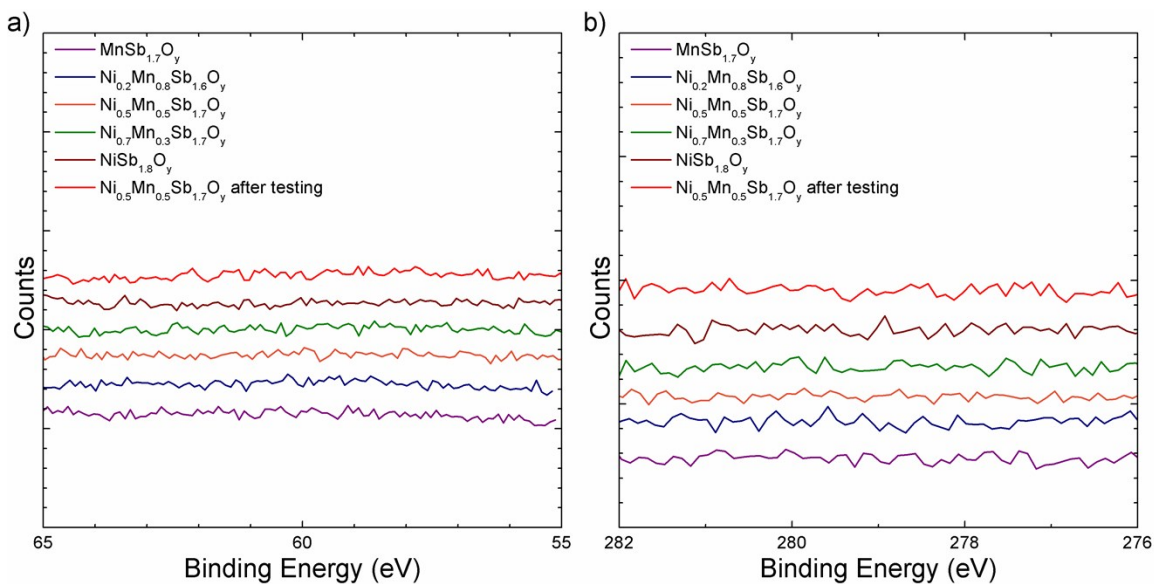 a)
MnSb1.7Oy
Ni0.2Mn0.8Sb1.6Oy
Ni0.5Mn0.5Sb1.7Oy
Ni0.7Mn0.3Sb1.7Oy
NiSb1.8Oy
Ni0.5Mn0.5Sb1.7Oy after testing
Counts
65
60
55
Binding Energy (eV)
b)
MnSb1.7Oy
Ni0.2Mn0.8Sb1.6Oy
Ni0.5Mn0.5Sb1.7Oy
Ni0.7Mn0.3Sb1.7Oy
NiSb1.8Oy
Ni0.5Mn0.5Sb1.7Oy after testing
Counts
282
280
278
276
Binding Energy (eV)